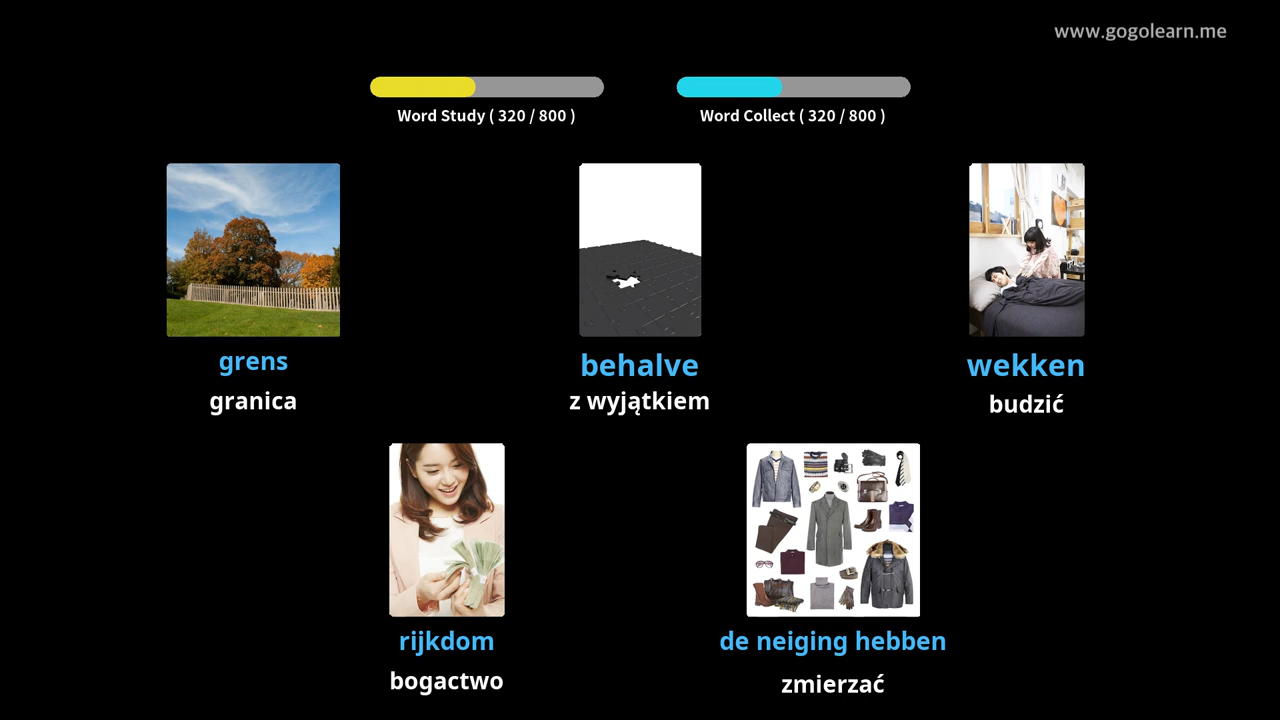 www.gogolearn.me
Word Study ( 320 / 800 )
Word Collect ( 320 / 800 )
grens
granica
behalve
z wyjątkiem
wekken
budzić
rijkdom
bogactwo
de neiging hebben
zmierzać